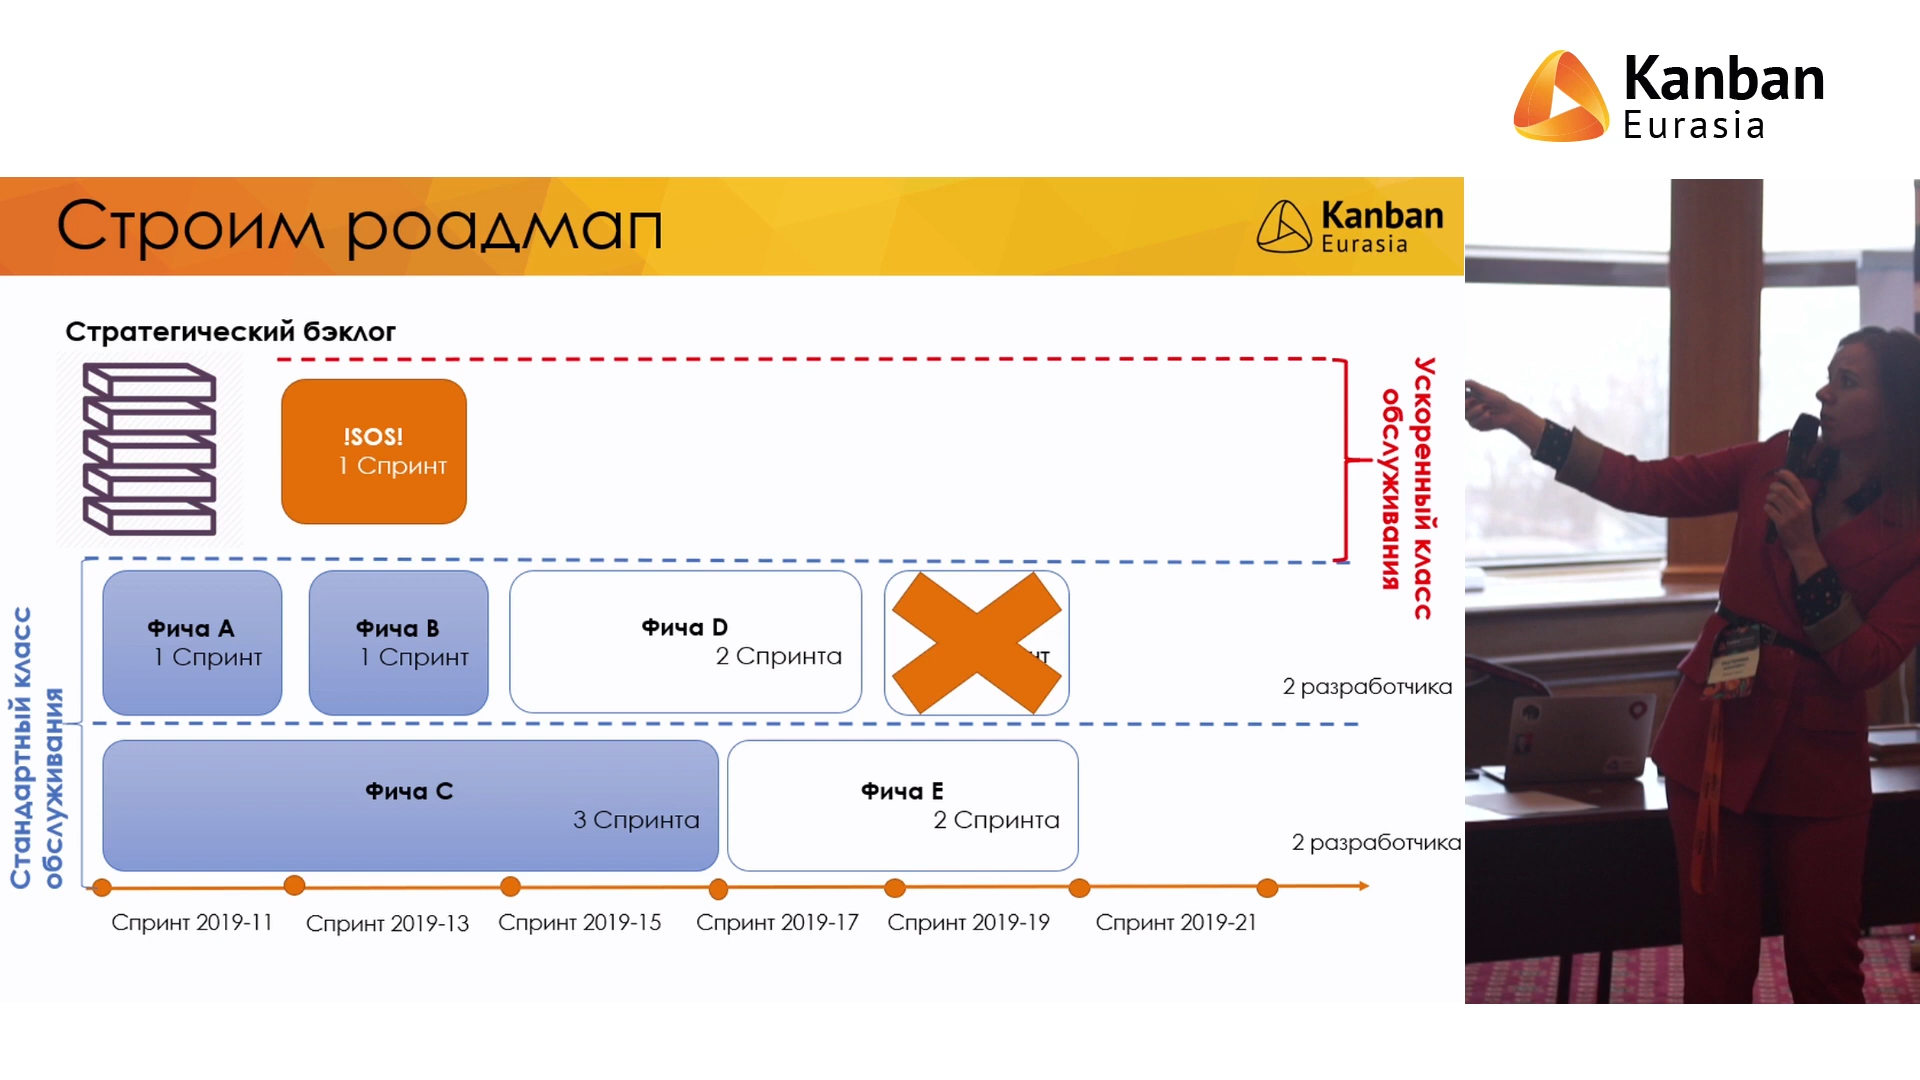 Kanban
Eurasia
Строим роадмап
Kanban
Eurasia
Стратегический бэклог
!SOS!
1 Спринт
Ускоренный класс
обслуживания
Стандартный класс
обслуживания
Фича A
1 Спринт
Фича B
1 Спринт
Фича D
2 Спринта
2 разработчика
Фича C
3 Спринта
Фича E
2 Спринта
2 разработчика
Спринт 2019-11
Спринт 2019-13
Спринт 2019-15
Спринт 2019-17
Спринт 2019-19
Спринт 2019-21